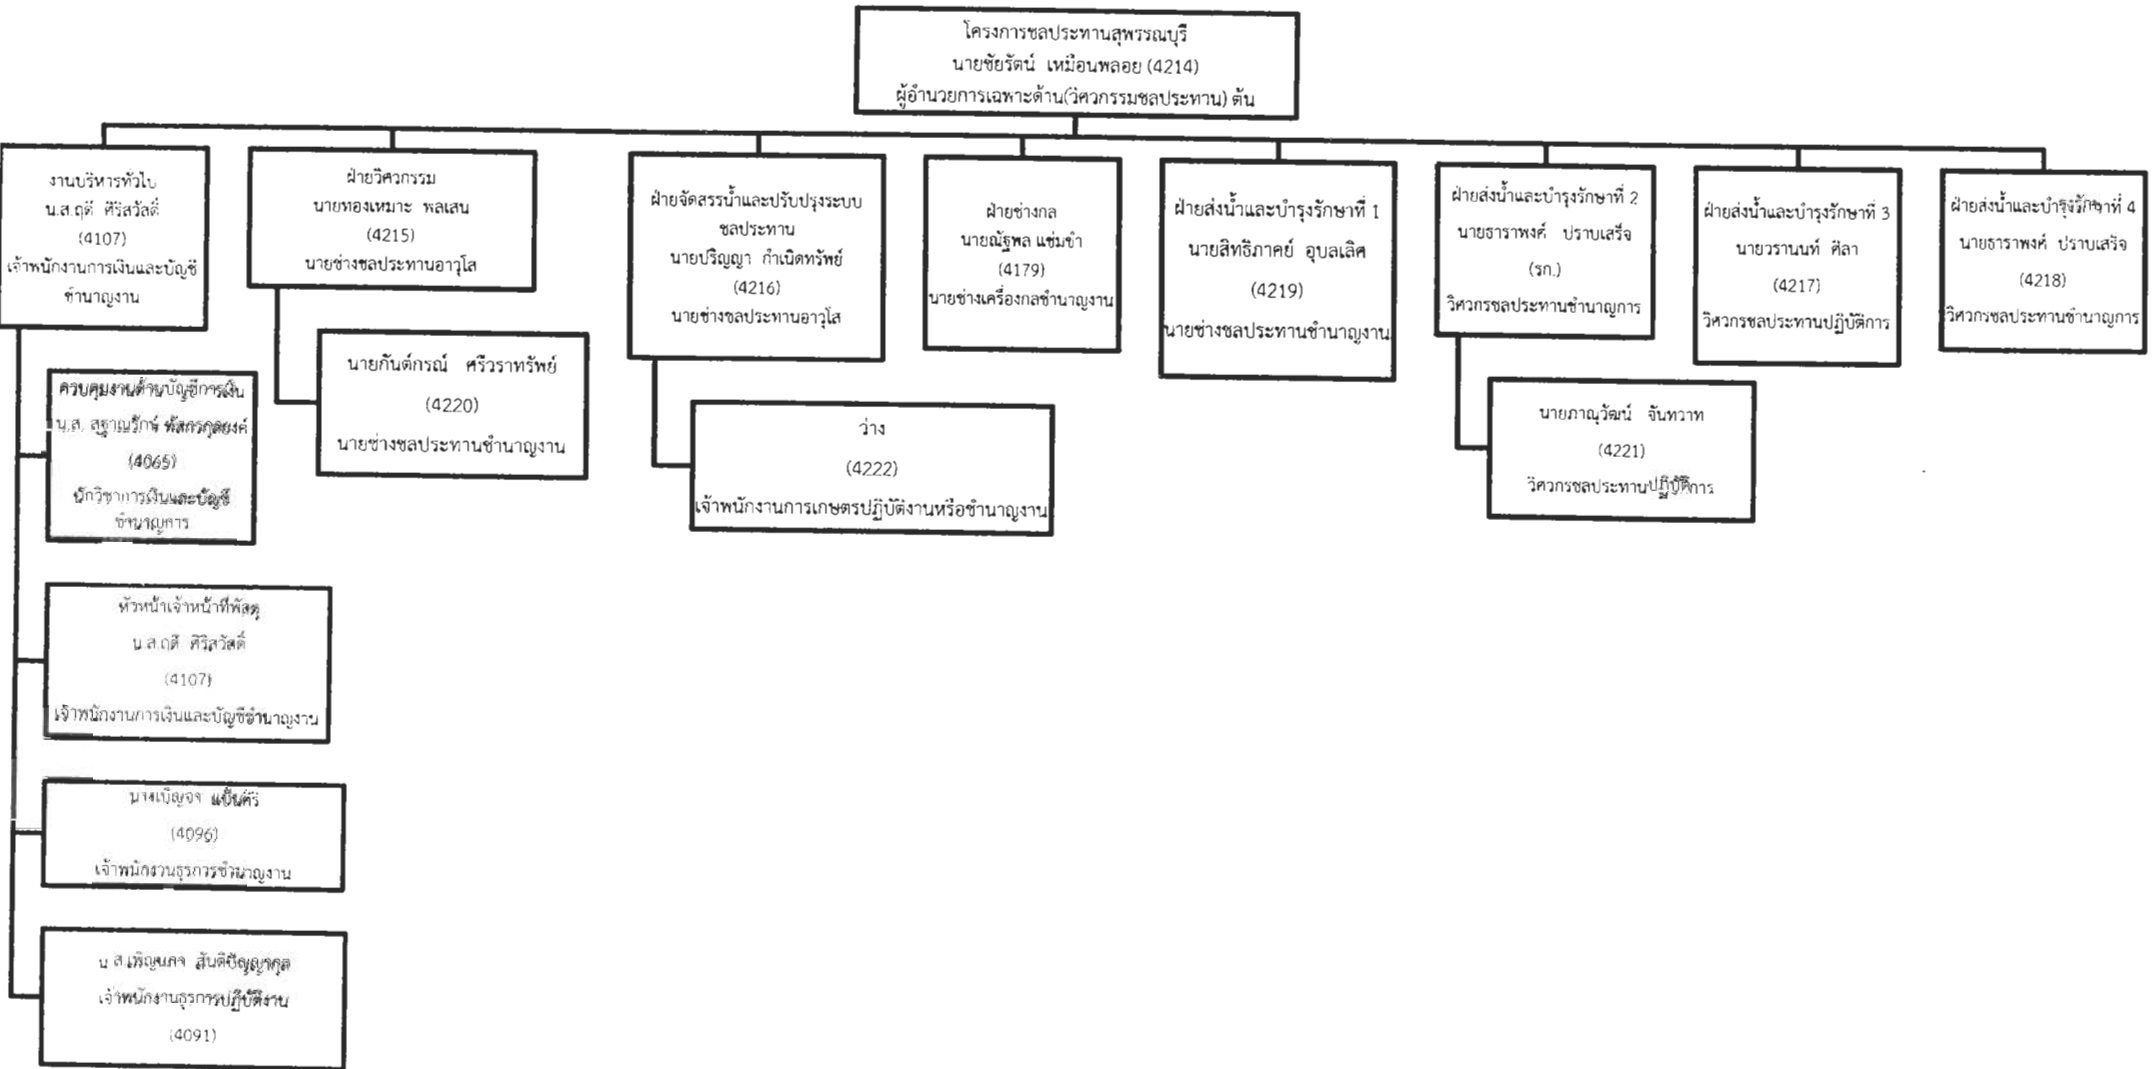 โครงการชลประทานสุพรรณบุรี
นายชัยรัตน์ เหมือนพลอย (4214)
ผู้อำนวยการเฉพาะด้าน(วิศวกรรมชลประทาน) ต้น
งานบริหารทั่วไป
น.ส.ฤดี ศิริสวัสดิ์
(4107)
เจ้าพนักงานการเงินและบัญชี
ชำนาญงาน
ฝ่ายวิศวกรรม
นายทองเหมาะ พลเสน
(4215)
นายช่างชลประทานอาวุโส
ฝ่ายจัดสรรน้ำและปรับปรุงระบบ
ชลประทาน
นายปริญญา กำเนิดทรัพย์
(4216)
นายช่างชลประทานอาวุโส
ฝ่ายช่างกล
นายณัฐพล แช่มขำ
(4179)
นายช่างเครื่องกลชำนาญงาน
ฝ่ายส่งน้ำและบำรุงรักษาที่ 1
นายสิทธิภาคย์ อุบลเลิศ
(4219)
นายช่างชลประทานชำนาญงาน
ฝ่ายส่งน้ำและบำรุงรักษาที่ 2
นายธาราพงศ์ ปราบเสร็จ
(รก.)
วิศวกรชลประทานชำนาญการ
ฝ่ายส่งน้ำและบำรุงรักษาที่ 3
นายวรานนท์ ศิลา
(4217)
วิศวกรชลประทานปฏิบัติการ
ฝ่ายส่งน้ำและบำรุงรักษาที่ 4
นายธาราพงศ์ ปราบเสร็จ
(4218)
วิศวกรชลประทานชำนาญการ
นายกันต์กรณ์ ศรีวราทรัพย์
(4220)
นายช่างชลประทานชำนาญงาน
ว่าง
(4222)
เจ้าพนักงานการเกษตรปฏิบัติงานหรือชำนาญงาน
นายภาณุวัฒน์ จันทวาท
(4221)
วิศวกรชลประทานปฏิบัติการ
ควบคุมงานด้านบัญชีการเงิน
น.ส.
(4065)
นักวิชาการเงินและบัญชี
ชำนาญการ
หัวหน้าเจ้าหน้าที่พัสดุ
น.ส.ฤดี ศิริสวัสดิ์
(4107)
เจ้าพนักงานการเงินและบัญชีชำนาญงาน
(4096)
เจ้าพนักงานธุรการชำนาญงาน
น.ส.
เจ้าพนักงานธุรการปฏิบัติงาน
(4091)